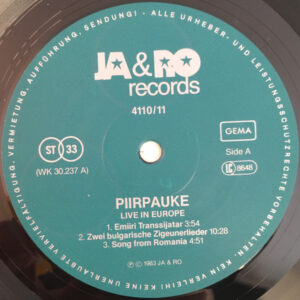 ALLE URHEBER- UND LEISTUNGSSCHUTZRECHTE VORBEHALTEN. KEIN VERLEIH! KEINE UNERLAUBTE VERVIELFÄLTIGUNG, VERMIETUNG, AUFFÜHRUNG, SENDUNG!
JA & RO
records
4110/11
ST 33
(WK 30.237 A)
GEMA
Side A
LC 8648
PIIRPAUKE
LIVE IN EUROPE
1. Emiiri Transsijatar 3:54
2. Zwei bulgarische Zigeunerlieder 10:28
3. Song from Romania 4:51
Ⓟ © 1983 JA & RO